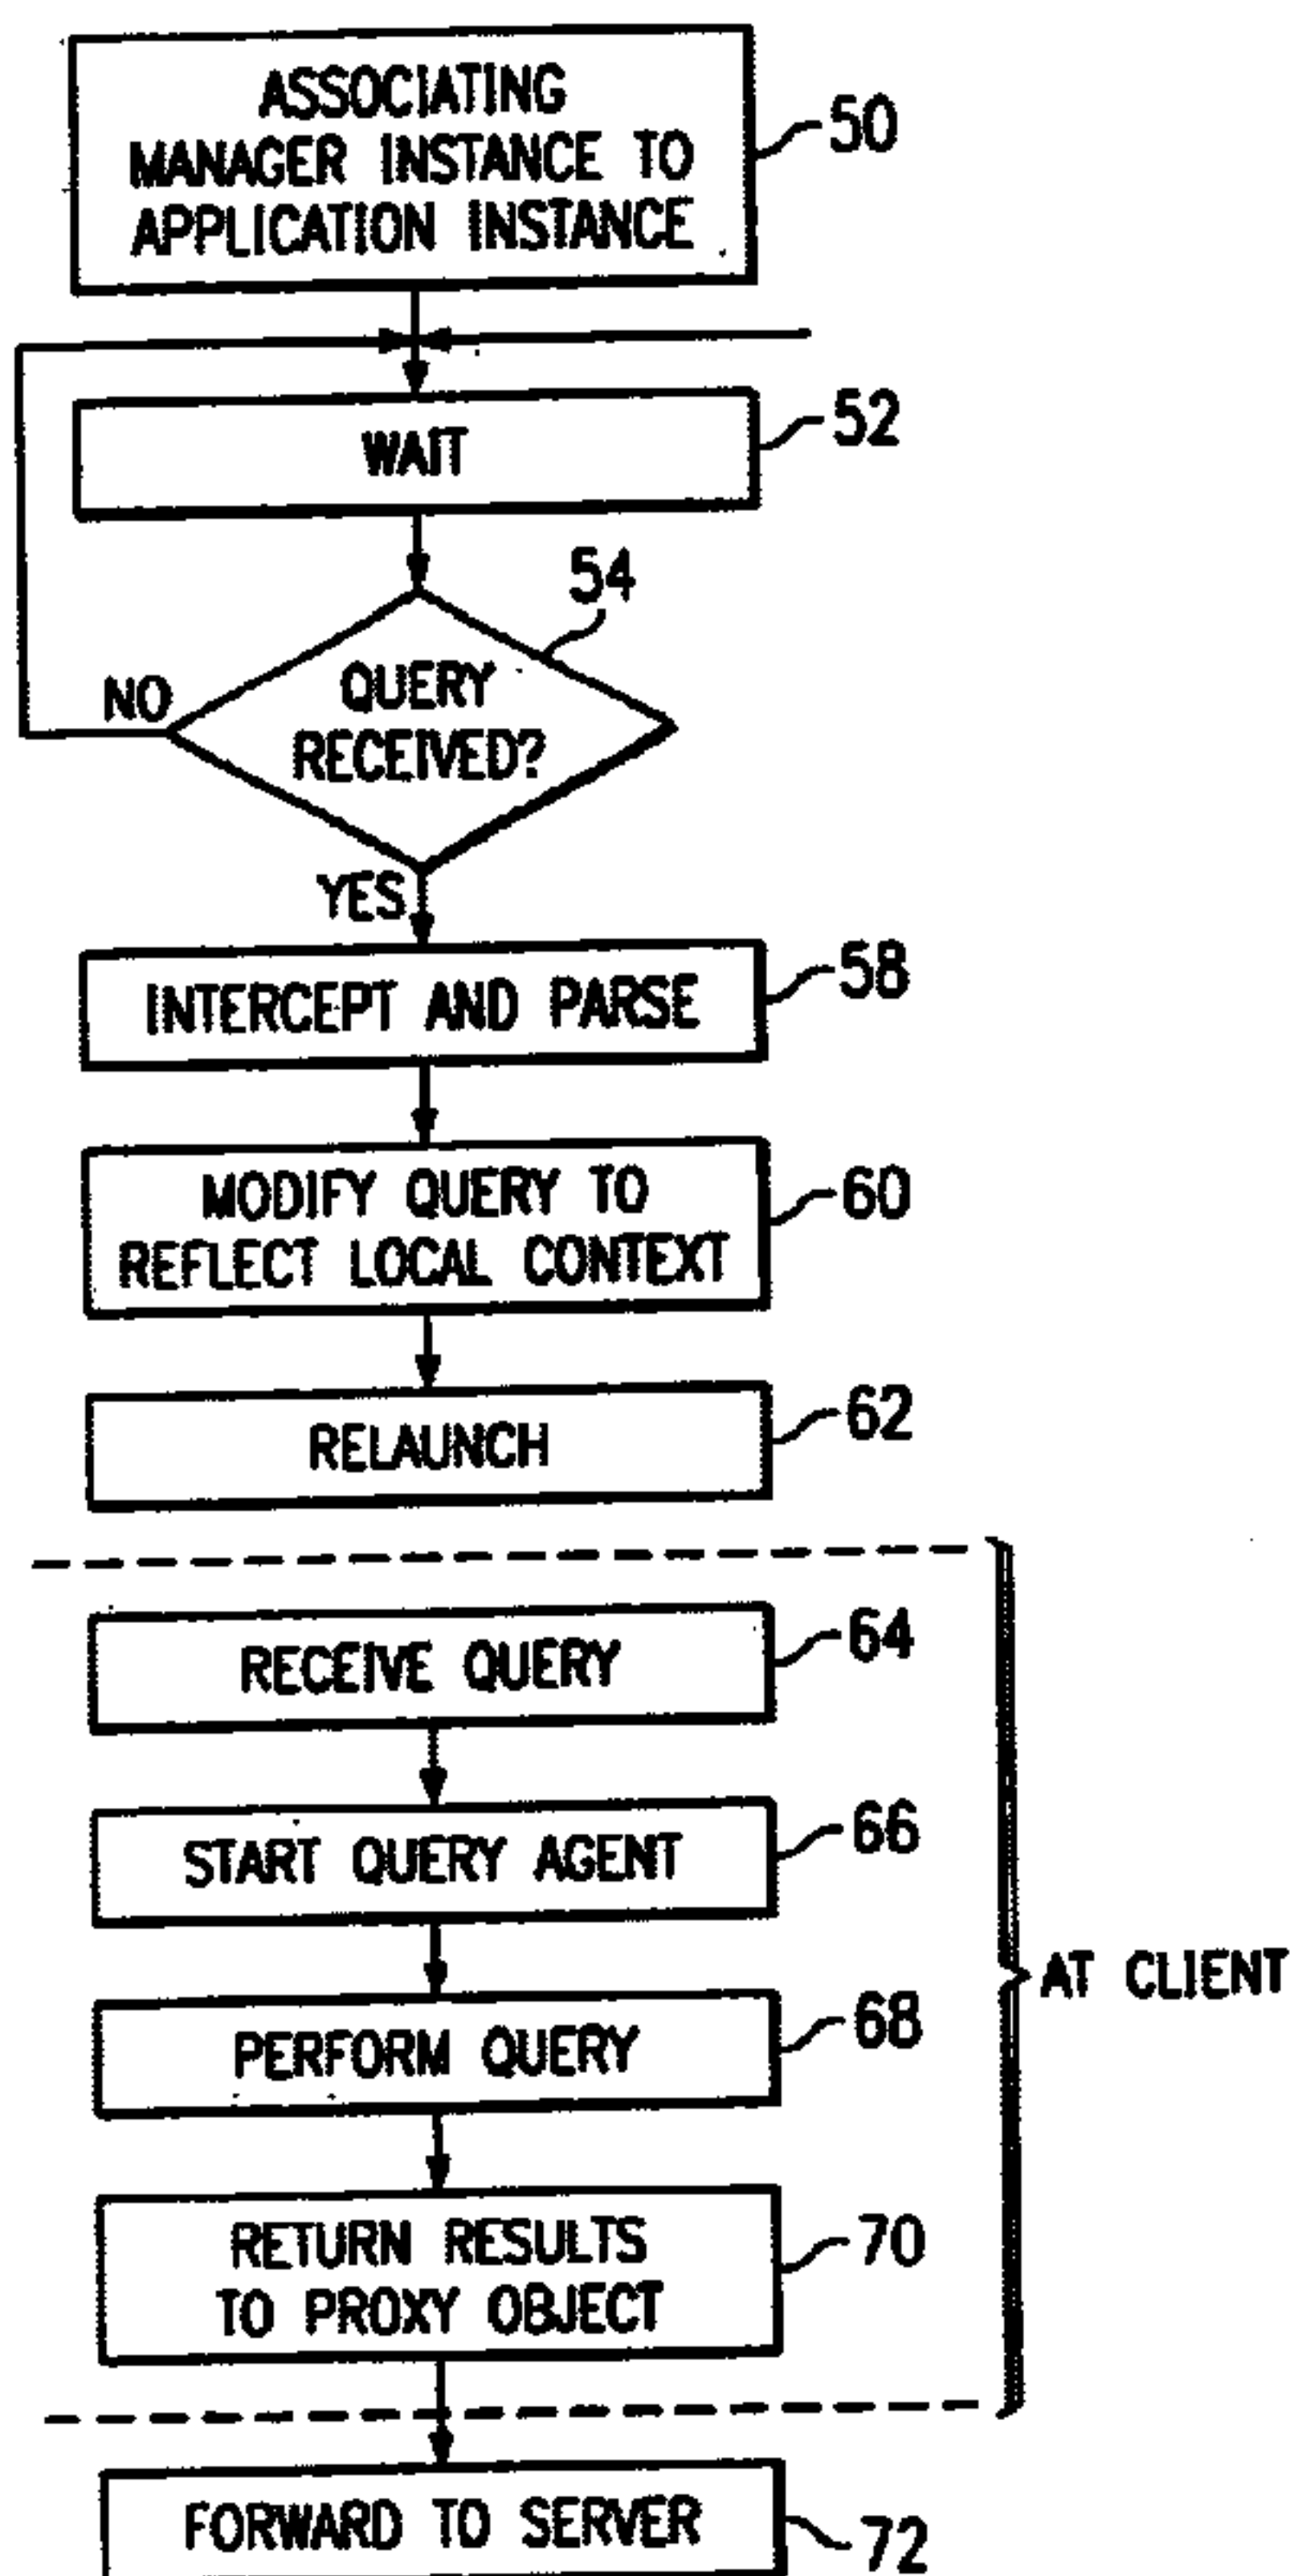 ASSOCIATING
MANAGER INSTANCE TO
APPLICATION INSTANCE
50
WAIT
52
54
QUERY
RECEIVED?
NO
YES
INTERCEPT AND PARSE
58
MODIFY QUERY TO
REFLECT LOCAL CONTEXT
60
RELAUNCH
62
RECEIVE QUERY
64
START QUERY AGENT
66
AT CLIENT
PERFORM QUERY
68
RETURN RESULTS
TO PROXY OBJECT
70
FORWARD TO SERVER
72